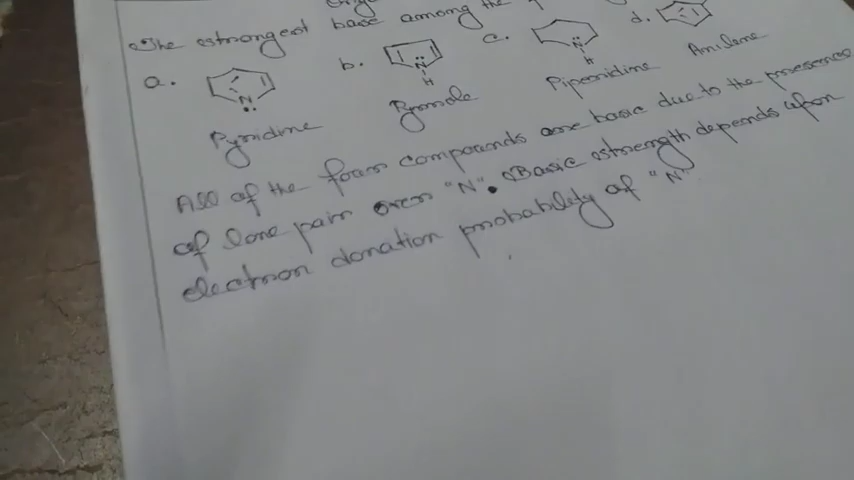 The strongest base among the
a. b. c. d.
N N H N H
Pyridine Pyrrole Piperidine Aniline
All of the four compounds are basic due to the presence
of lone pair over "N". Basic strength depends upon
electron donation probability of "N"